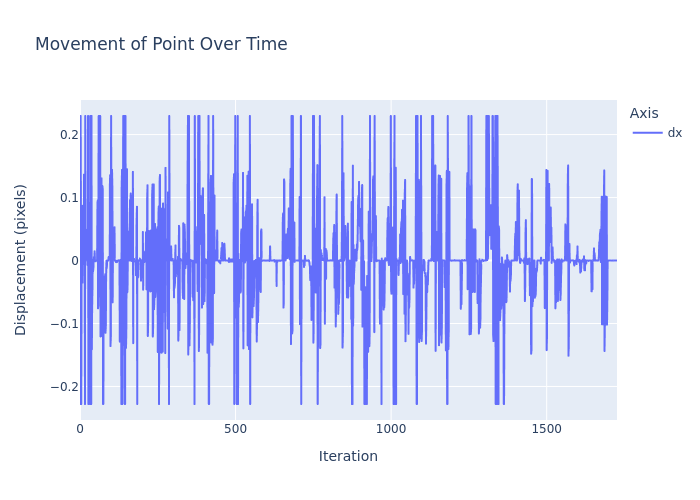 Movement of Point Over Time
Axis
dx
Displacement (pixels)
0.2
0.1
0
−0.1
−0.2
0
500
1000
1500
Iteration